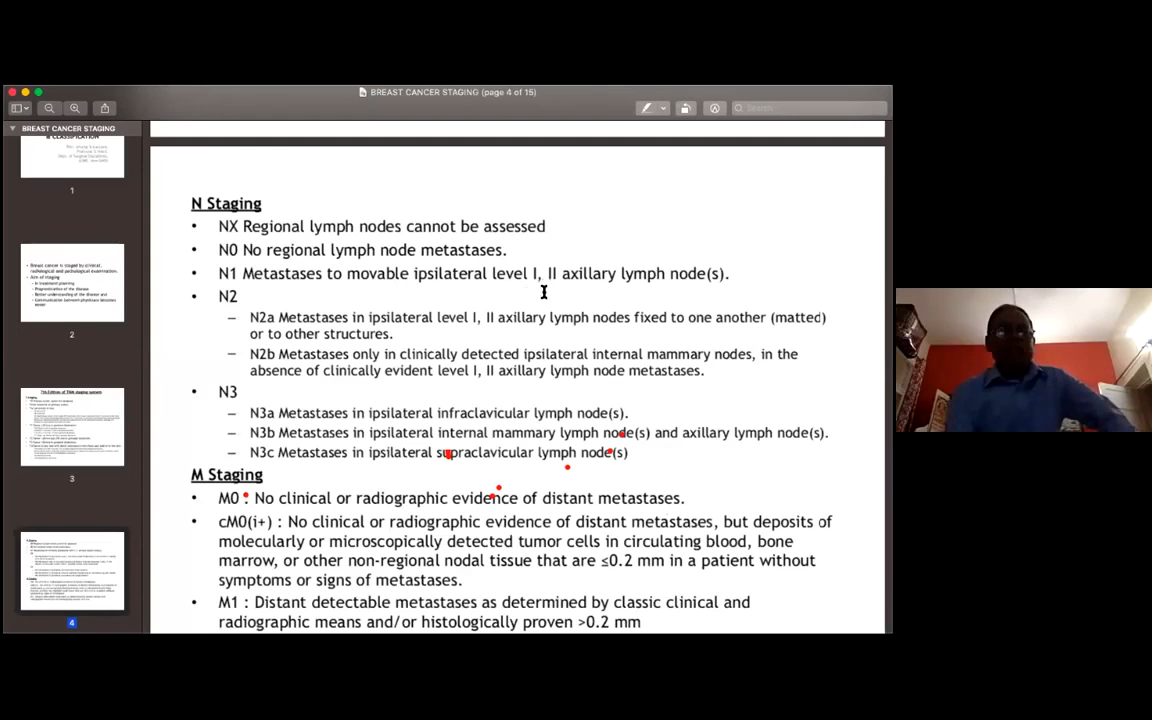 BREAST CANCER STAGING (page 4 of 15)
Search
BREAST CANCER STAGING
& CLASSIFICATION
1
2
7th Edition of TNM staging system
3
4
N Staging
• NX Regional lymph nodes cannot be assessed
• N0 No regional lymph node metastases.
• N1 Metastases to movable ipsilateral level I, II axillary lymph node(s).
• N2
– N2a Metastases in ipsilateral level I, II axillary lymph nodes fixed to one another (matted)
or to other structures.
– N2b Metastases only in clinically detected ipsilateral internal mammary nodes, in the
absence of clinically evident level I, II axillary lymph node metastases.
• N3
– N3a Metastases in ipsilateral infraclavicular lymph node(s).
– N3b Metastases in ipsilateral internal mammary lymph node(s) and axillary lymph node(s).
– N3c Metastases in ipsilateral supraclavicular lymph node(s)
M Staging
• M0 : No clinical or radiographic evidence of distant metastases.
• cM0(i+) : No clinical or radiographic evidence of distant metastases, but deposits of
molecularly or microscopically detected tumor cells in circulating blood, bone
marrow, or other non-regional nodal tissue that are ≤0.2 mm in a patient without
symptoms or signs of metastases.
• M1 : Distant detectable metastases as determined by classic clinical and
radiographic means and/or histologically proven >0.2 mm